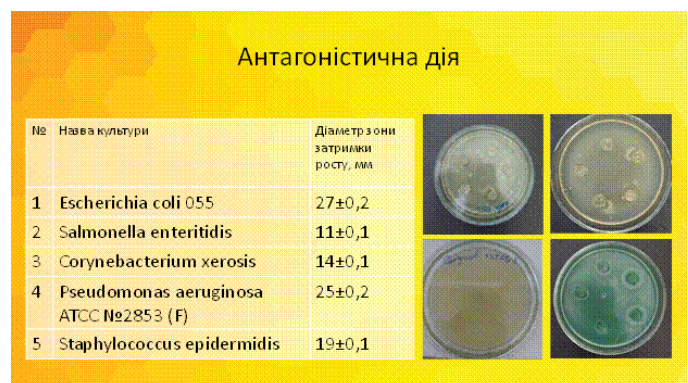 Антагоністична дія
№ Назва культури Діаметр зони
затримки
росту, мм
1 Escherichia coli 055 27±0,2
2 Salmonella enteritidis 11±0,1
3 Corynebacterium xerosis 14±0,1
4 Pseudomonas aeruginosa 25±0,2
ATCC №2853 (F)
5 Staphylococcus epidermidis 19±0,1